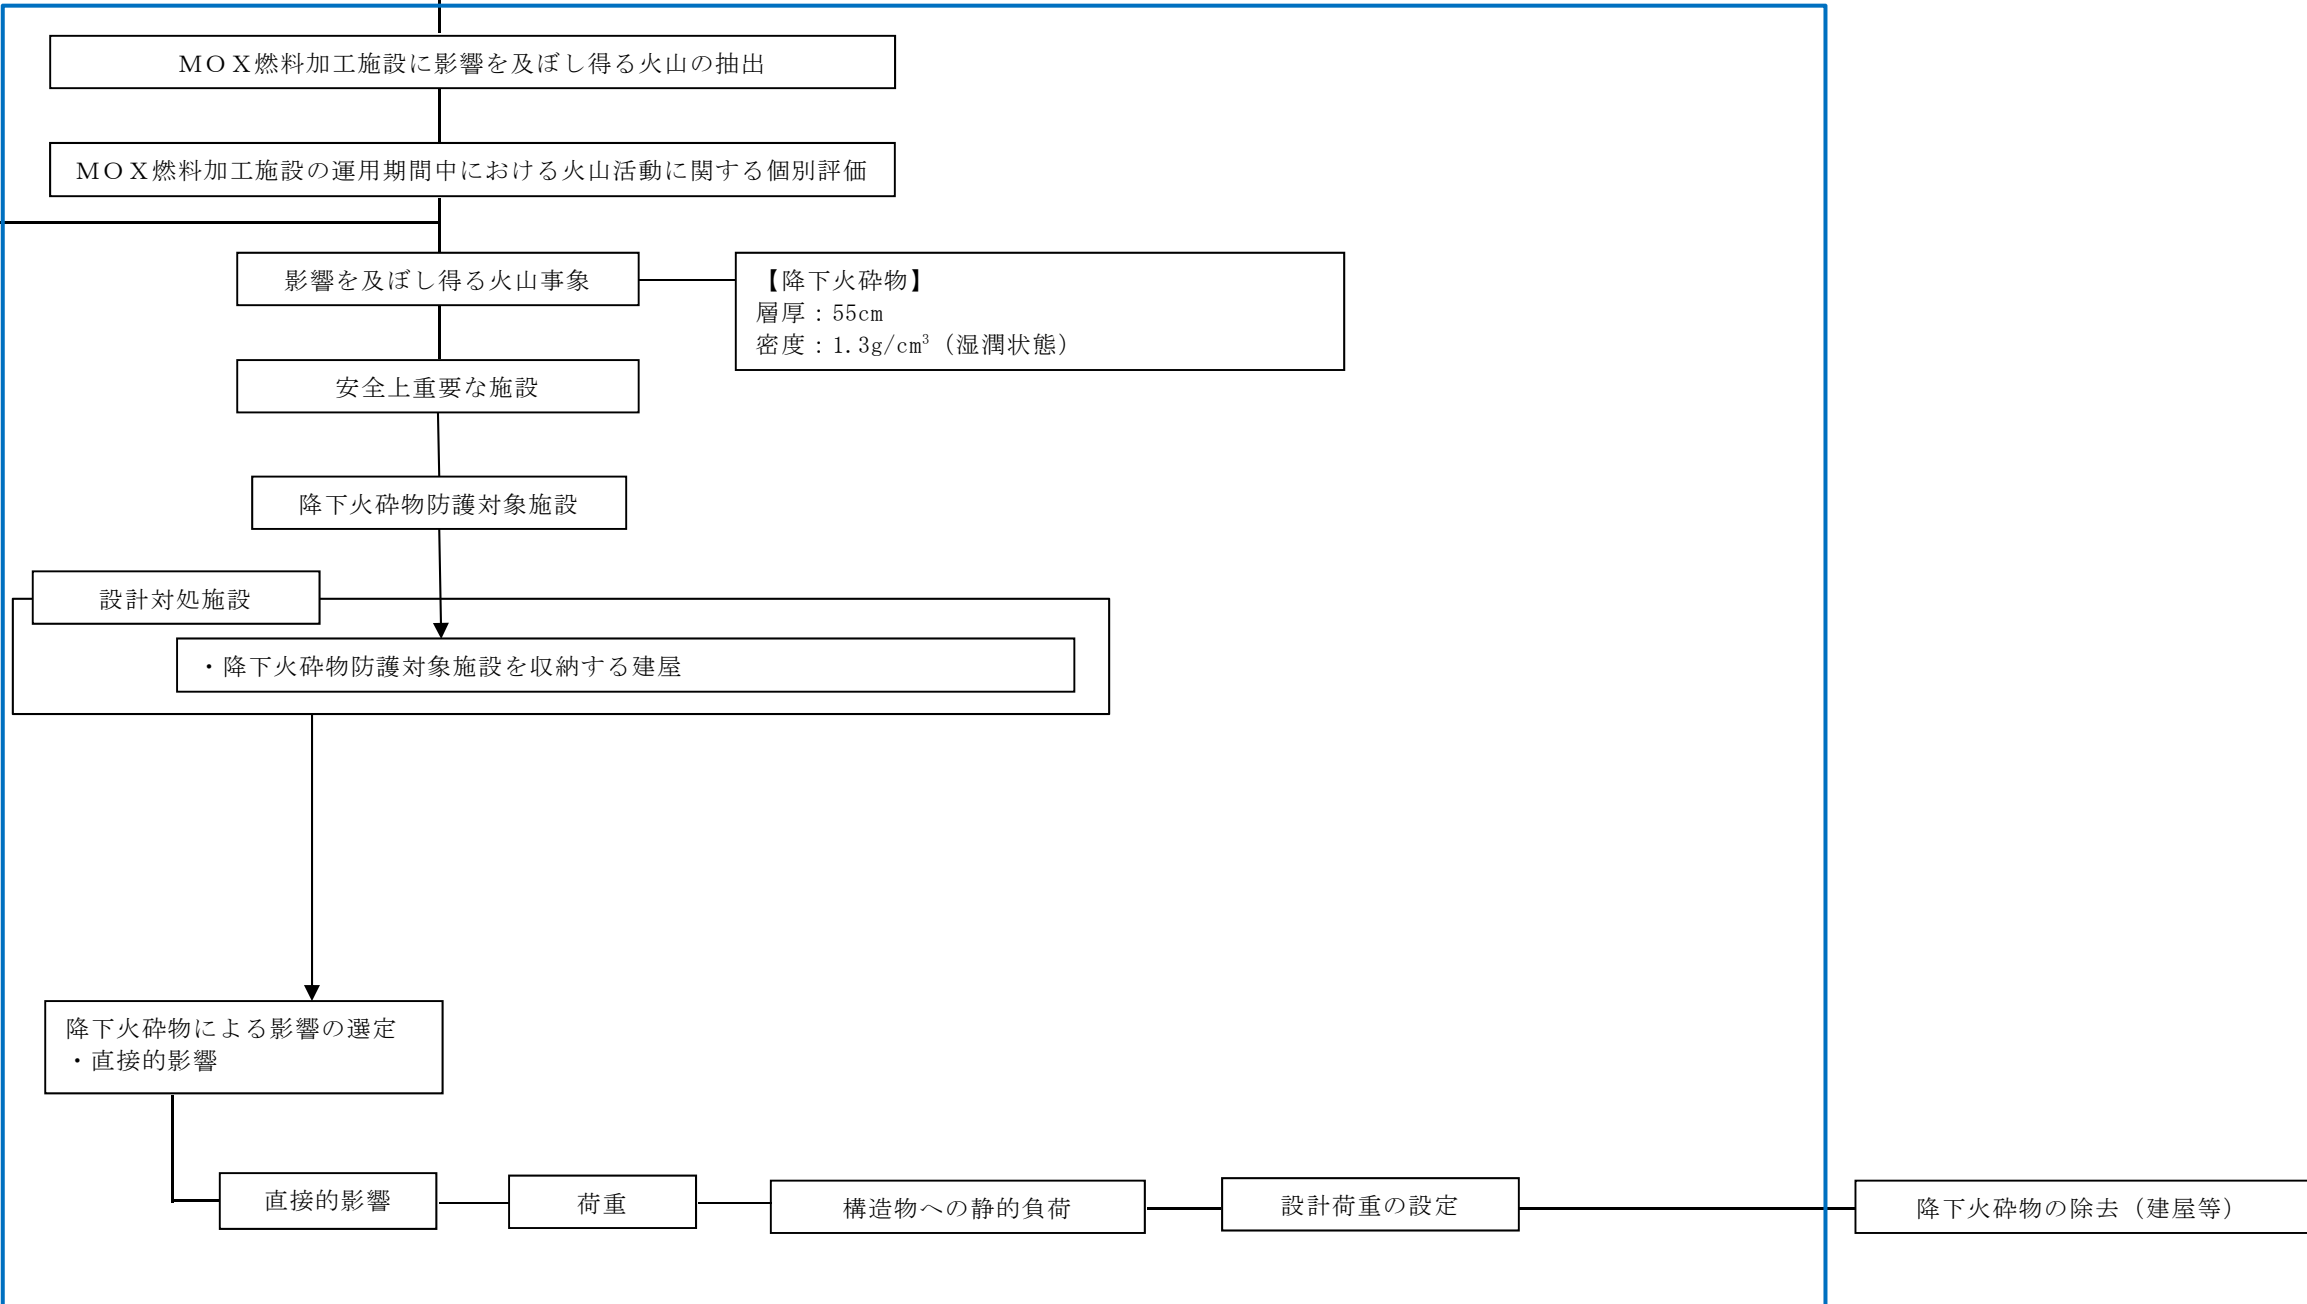 MOX燃料加工施設に影響を及ぼし得る火山の抽出
MOX燃料加工施設の運用期間中における火山活動に関する個別評価
影響を及ぼし得る火山事象
【降下火砕物】
層厚：55cm
密度：1.3g/cm³（湿潤状態）
安全上重要な施設
降下火砕物防護対象施設
設計対処施設
・降下火砕物防護対象施設を収納する建屋
降下火砕物による影響の選定
・直接的影響
直接的影響
荷重
構造物への静的負荷
設計荷重の設定
降下火砕物の除去（建屋等）